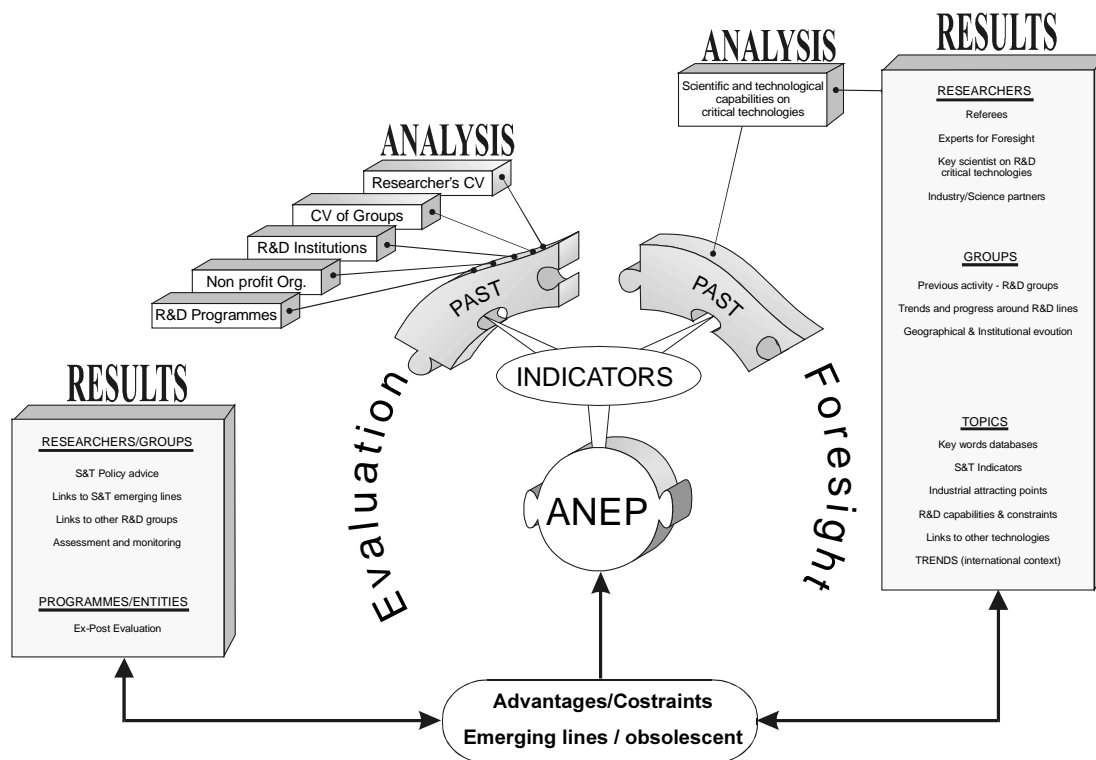 ANALYSIS
Researcher's CV
CV of Groups
R&D Institutions
Non profit Org.
R&D Programmes
PAST
Evaluation
RESULTS
RESEARCHERS/GROUPS
S&T Policy advice
Links to S&T emerging lines
Links to other R&D groups
Assessment and monitoring
PROGRAMMES/ENTITIES
Ex-Post Evaluation
INDICATORS
ANEP
Advantages/Costraints
Emerging lines / obsolescent
ANALYSIS
Scientific and technological
capabilities on
critical technologies
PAST
Foresight
RESULTS
RESEARCHERS
Referees
Experts for Foresight
Key scientist on R&D
critical technologies
Industry/Science partners
GROUPS
Previous activity - R&D groups
Trends and progress around R&D lines
Geographical & Institutional evoution
TOPICS
Key words databases
S&T Indicators
Industrial attracting points
R&D capabilities & constraints
Links to other technologies
TRENDS (international context)